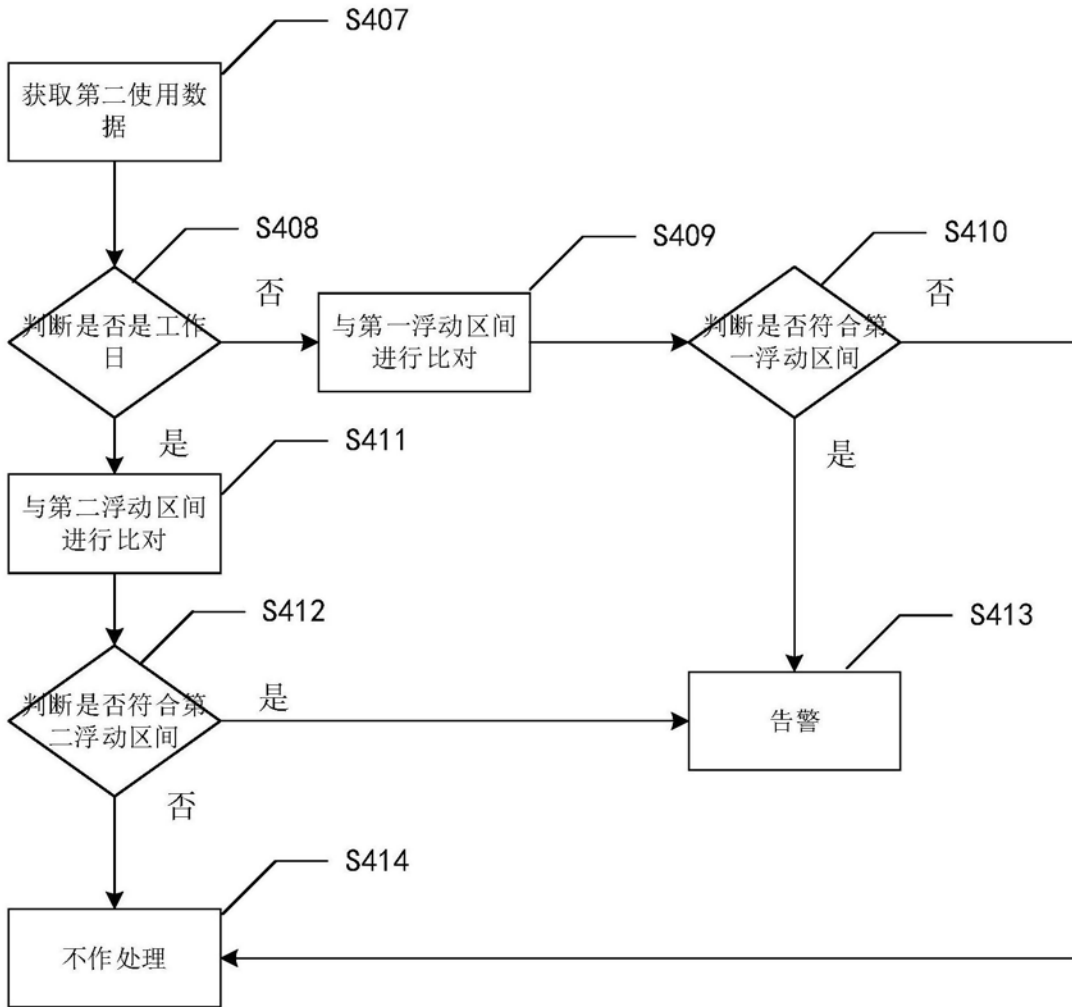 S407
获取第二使用数
据
S408
判断是否是工作
日
否
是
S409
与第一浮动区间
进行比对
S410
判断是否符合第
一浮动区间
否
是
S411
与第二浮动区间
进行比对
S412
判断是否符合第
二浮动区间
是
否
S413
告警
S414
不作处理